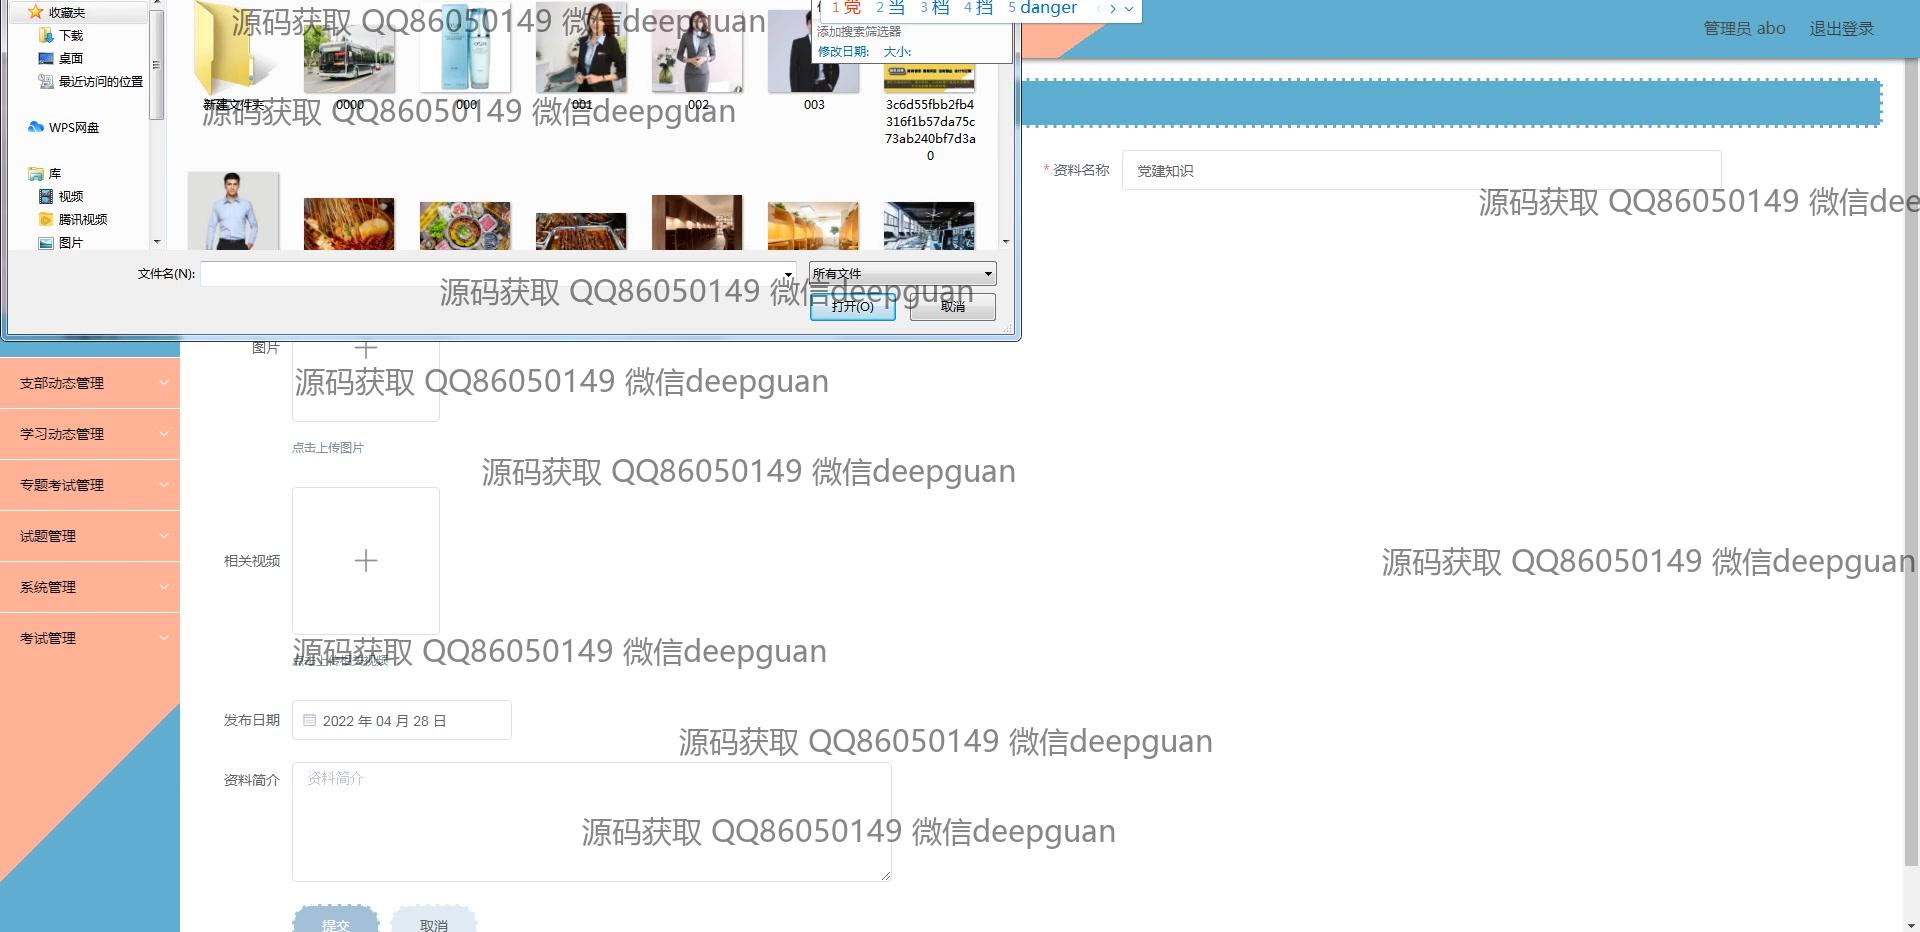 收藏夹
下载
桌面
最近访问的位置
WPS网盘
库
视频
腾讯视频
图片
新建文件夹
0000
000
001
002
003
3c6d55fbb2fb4
316f1b57da75c
73ab240bf7d3a
0
1 党 2 当 3 档 4 挡 5 danger
添加搜索筛选器
修改日期: 大小:
文件名(N):
所有文件
打开(O)
取消
管理员 abo
退出登录
* 资料名称
党建知识
支部动态管理
学习动态管理
专题考试管理
试题管理
系统管理
考试管理
图片
点击上传图片
相关视频
点击上传相关视频
发布日期
2022 年 04 月 28 日
资料简介
资料简介
提交
取消
源码获取 QQ86050149 微信deepguan
源码获取 QQ86050149 微信deepguan
源码获取 QQ86050149 微信dee
源码获取 QQ86050149 微信deepguan
源码获取 QQ86050149 微信deepguan
源码获取 QQ86050149 微信deepguan
源码获取 QQ86050149 微信deepguan
源码获取 QQ86050149 微信deepguan
源码获取 QQ86050149 微信deepguan
源码获取 QQ86050149 微信deepguan